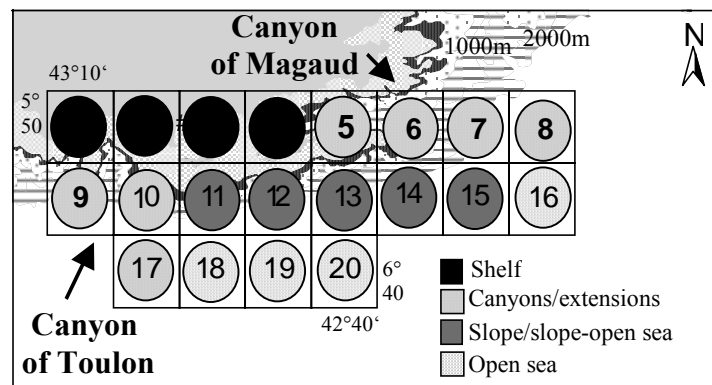 Canyon
of Magaud
1000m
2000m
N
43°10‘
5°
50
5
6
7
8
9
10
11
12
13
14
15
16
17
18
19
20
6°
40
42°40‘
Canyon
of Toulon
Shelf
Canyons/extensions
Slope/slope-open sea
Open sea